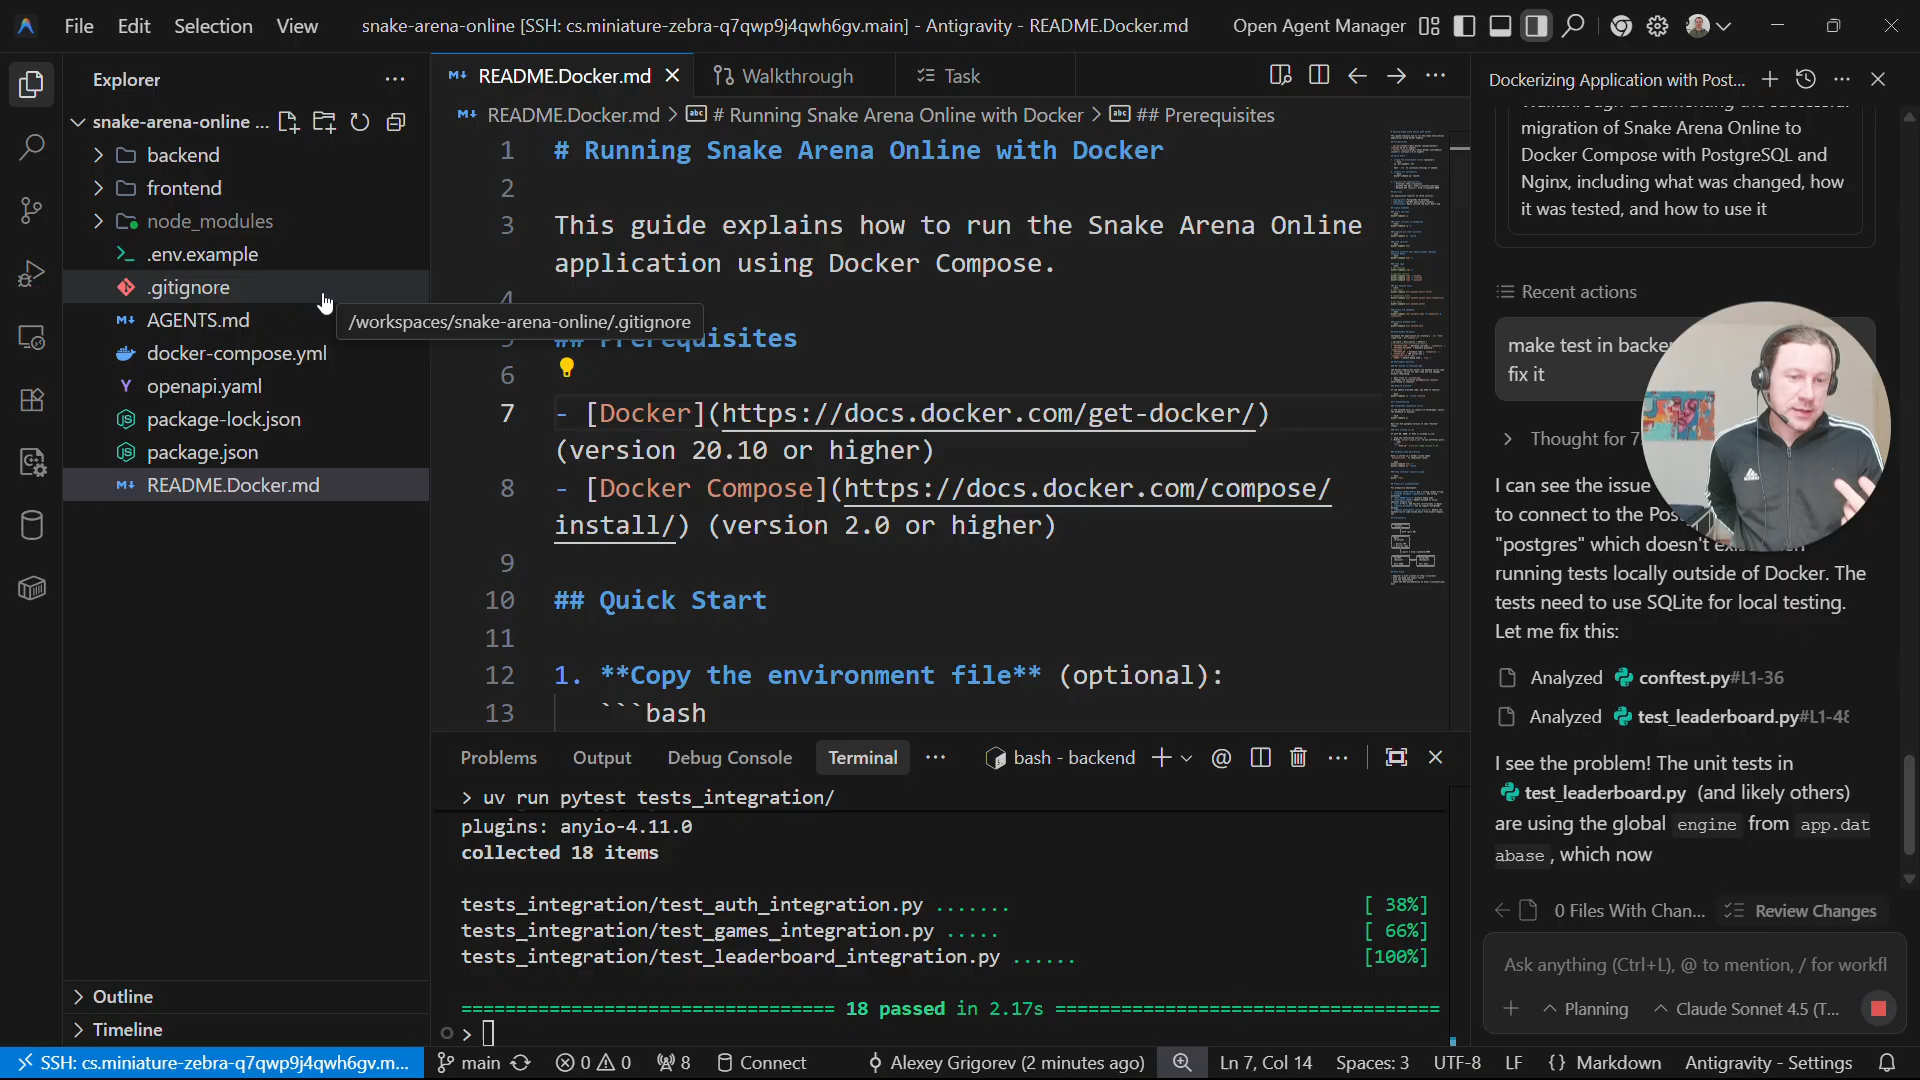 File Edit Selection View
snake-arena-online [SSH: cs.miniature-zebra-q7qwp9j4qwh6gv.main] - Antigravity - README.Docker.md
Open Agent Manager
Explorer
snake-arena-online ...
backend
frontend
node_modules
.env.example
.gitignore
AGENTS.md
docker-compose.yml
openapi.yaml
package-lock.json
package.json
README.Docker.md
/workspaces/snake-arena-online/.gitignore
Outline
Timeline
README.Docker.md
Walkthrough
Task
README.Docker.md > # Running Snake Arena Online with Docker > ## Prerequisites
1 # Running Snake Arena Online with Docker
2
3 This guide explains how to run the Snake Arena Online
application using Docker Compose.
4
5 ## Prerequisites
6
7 - [Docker](https://docs.docker.com/get-docker/)
(version 20.10 or higher)
8 - [Docker Compose](https://docs.docker.com/compose/
install/) (version 2.0 or higher)
9
10 ## Quick Start
11
12 1. **Copy the environment file** (optional):
13 ```bash
Problems Output Debug Console Terminal
bash - backend
> uv run pytest tests_integration/
plugins: anyio-4.11.0
collected 18 items
tests_integration/test_auth_integration.py ....... [ 38%]
tests_integration/test_games_integration.py ..... [ 66%]
tests_integration/test_leaderboard_integration.py ...... [100%]
================================== 18 passed in 2.17s ===================================
>
Dockerizing Application with Post...
migration of Snake Arena Online to
Docker Compose with PostgreSQL and
Nginx, including what was changed, how
it was tested, and how to use it
Recent actions
make test in
fix it
Thought for
I can see the issue
to connect to the
"postgres" which doesn't
running tests locally outside of Docker. The
tests need to use SQLite for local testing.
Let me fix this:
Analyzed conftest.py#L1-36
Analyzed test_leaderboard.py#L1-48
I see the problem! The unit tests in
test_leaderboard.py (and likely others)
are using the global engine from app.dat
abase, which now
0 Files With Chan... Review Changes
Ask anything (Ctrl+L), @ to mention, / for workfl
Planning Claude Sonnet 4.5 (T...
SSH: cs.miniature-zebra-q7qwp9j4qwh6gv.m... main 0 0 8 Connect Alexey Grigorev (2 minutes ago) Ln 7, Col 14 Spaces: 3 UTF-8 LF {} Markdown Antigravity - Settings